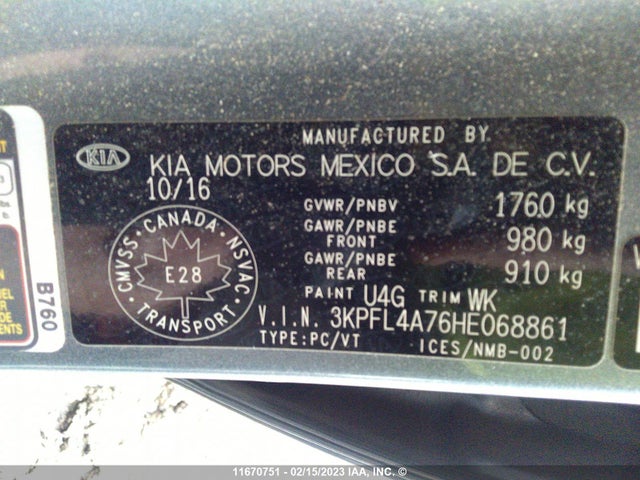 MANUFACTURED BY
KIA
KIA MOTORS MEXICO S.A. DE C.V.
10/16
GVWR/PNBV 1760 kg
GAWR/PNBE FRONT 980 kg
GAWR/PNBE REAR 910 kg
PAINT U4G TRIM WK
V.I.N. 3KPFL4A76HE068861
TYPE:PC/VT ICES/NMB-002
CANADA
CMVSS · NSVAC
E28
TRANSPORT
B760
11670751 - 02/15/2023 IAA, INC. ©